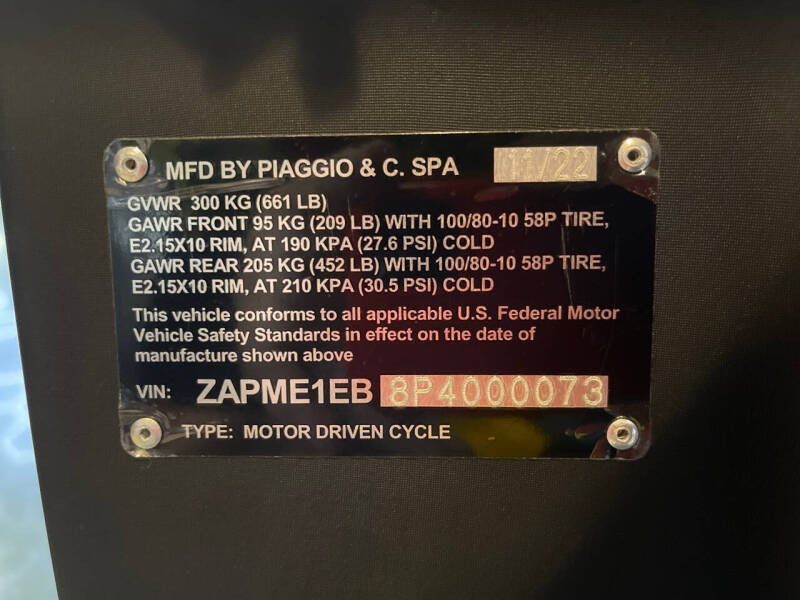 MFD BY PIAGGIO & C. SPA 11/22
GVWR 300 KG (661 LB)
GAWR FRONT 95 KG (209 LB) WITH 100/80-10 58P TIRE,
E2.15X10 RIM, AT 190 KPA (27.6 PSI) COLD
GAWR REAR 205 KG (452 LB) WITH 100/80-10 58P TIRE,
E2.15X10 RIM, AT 210 KPA (30.5 PSI) COLD
This vehicle conforms to all applicable U.S. Federal Motor
Vehicle Safety Standards in effect on the date of
manufacture shown above
VIN: ZAPME1EB 8P4000073
TYPE: MOTOR DRIVEN CYCLE